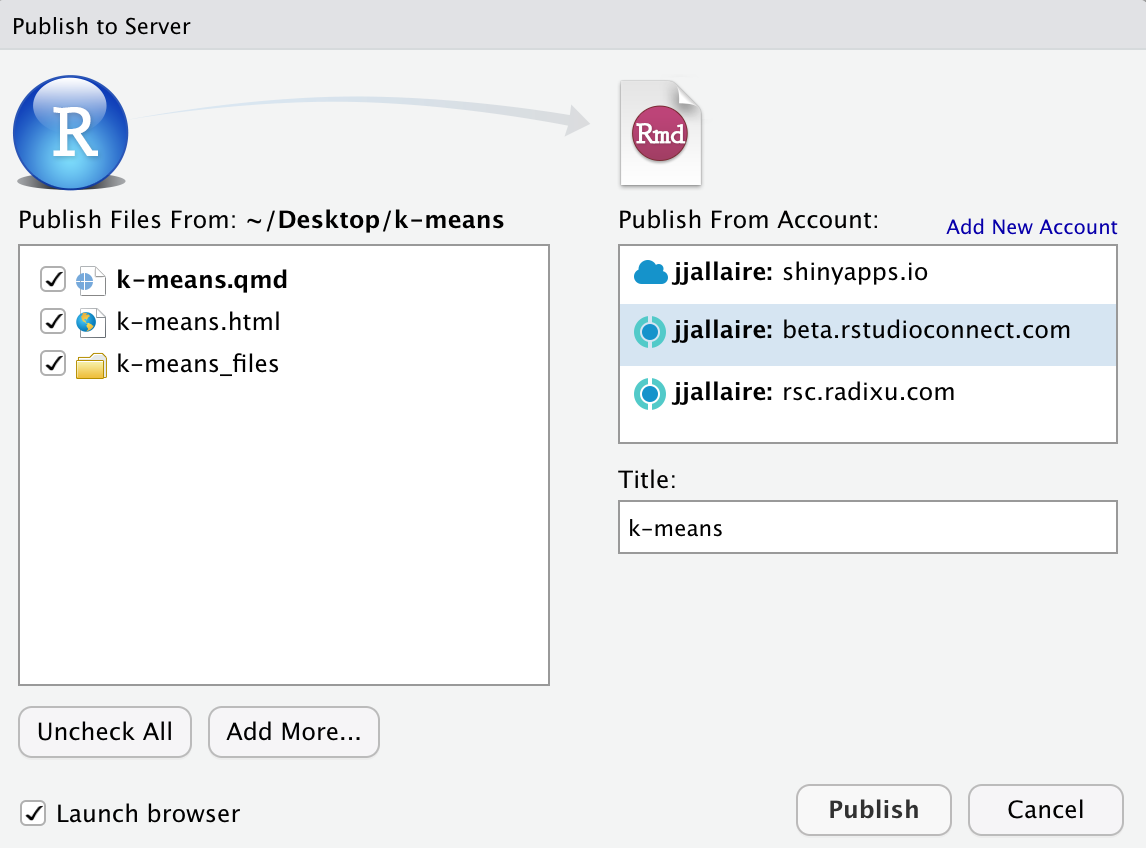 Publish to Server
R
Rmd
Publish Files From: ~/Desktop/k-means
k-means.qmd
k-means.html
k-means_files
Uncheck All
Add More...
Launch browser
Publish From Account:
Add New Account
jjallaire: shinyapps.io
jjallaire: beta.rstudioconnect.com
jjallaire: rsc.radixu.com
Title:
k-means
Publish
Cancel